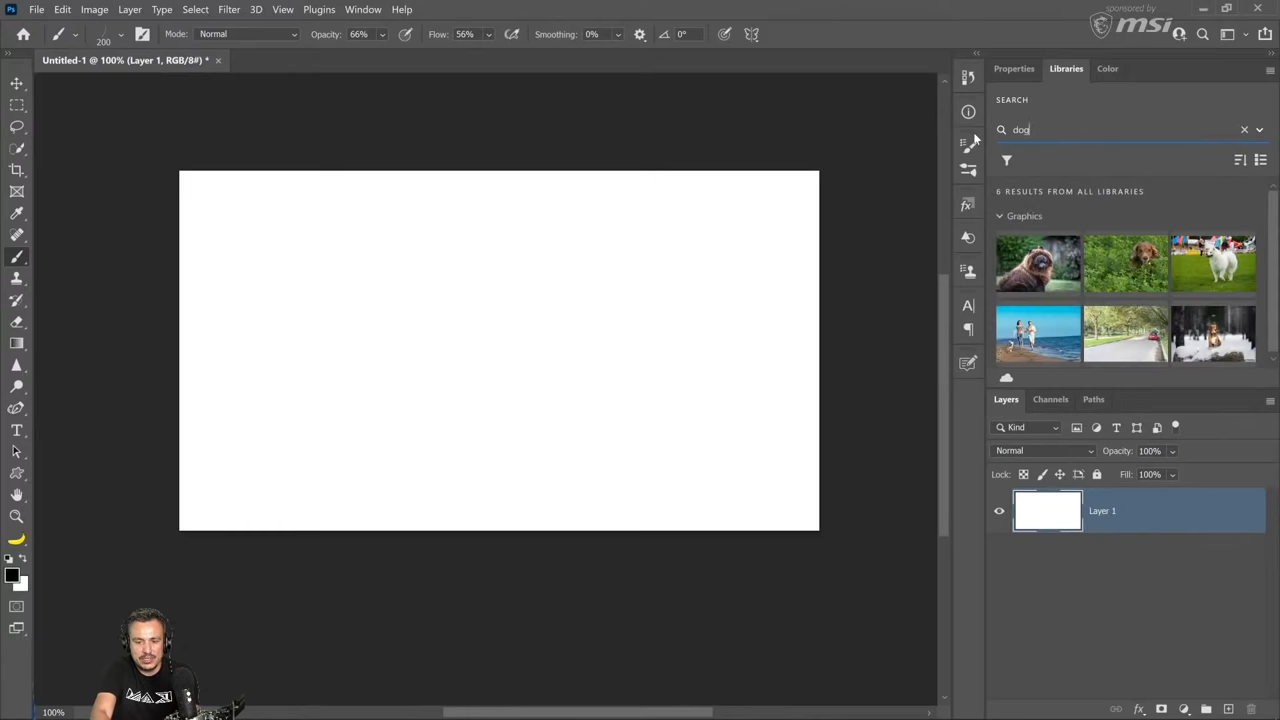 Ps File Edit Image Layer Type Select Filter 3D View Plugins Window Help
sponsored by
msi
200 Mode: Normal Opacity: 66% Flow: 56% Smoothing: 0% 0°
Untitled-1 @ 100% (Layer 1, RGB/8#) * ×
Properties Libraries Color
SEARCH
dog
6 RESULTS FROM ALL LIBRARIES
Graphics
Layers Channels Paths
Kind
Normal Opacity: 100%
Lock: Fill: 100%
Layer 1
100%